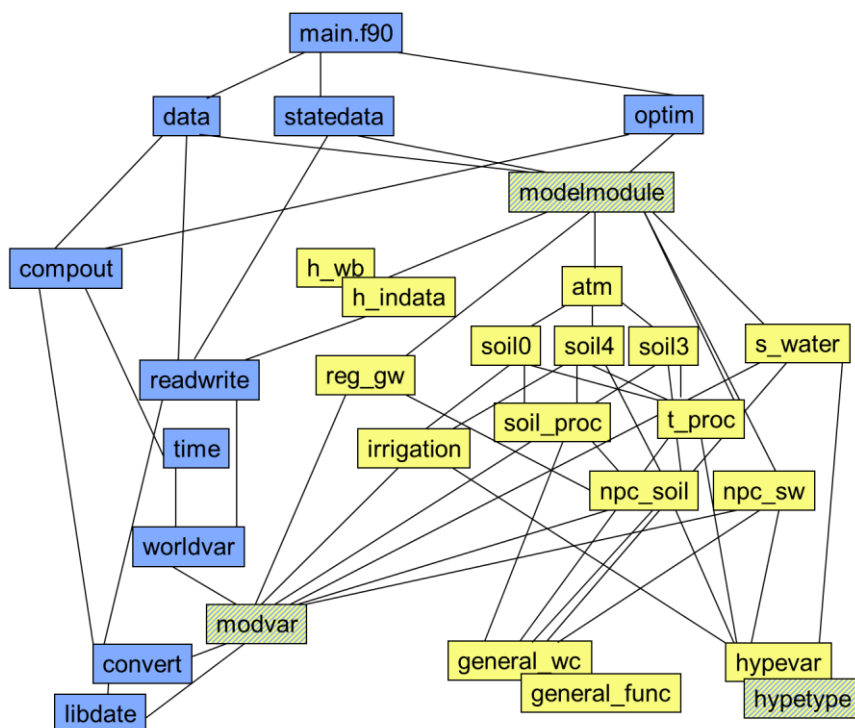 main.f90
data
statedata
optim
modelmodule
compout
h_wb
h_indata
atm
soil0
soil4
soil3
s_water
readwrite
reg_gw
time
irrigation
soil_proc
t_proc
npc_soil
npc_sw
worldvar
modvar
convert
libdate
general_wc
general_func
hypevar
hypetype